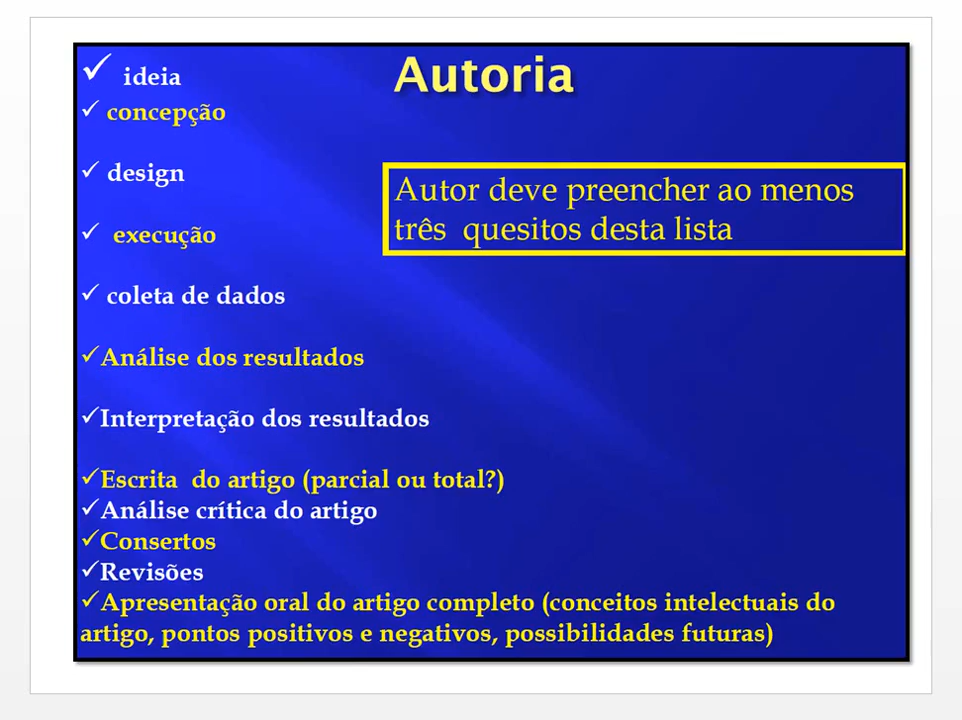 Autoria
✓ ideia
✓ concepção
✓ design
✓ execução
✓ coleta de dados
✓Análise dos resultados
✓Interpretação dos resultados
✓Escrita do artigo (parcial ou total?)
✓Análise crítica do artigo
✓Consertos
✓Revisões
✓Apresentação oral do artigo completo (conceitos intelectuais do
artigo, pontos positivos e negativos, possibilidades futuras)
Autor deve preencher ao menos
três quesitos desta lista